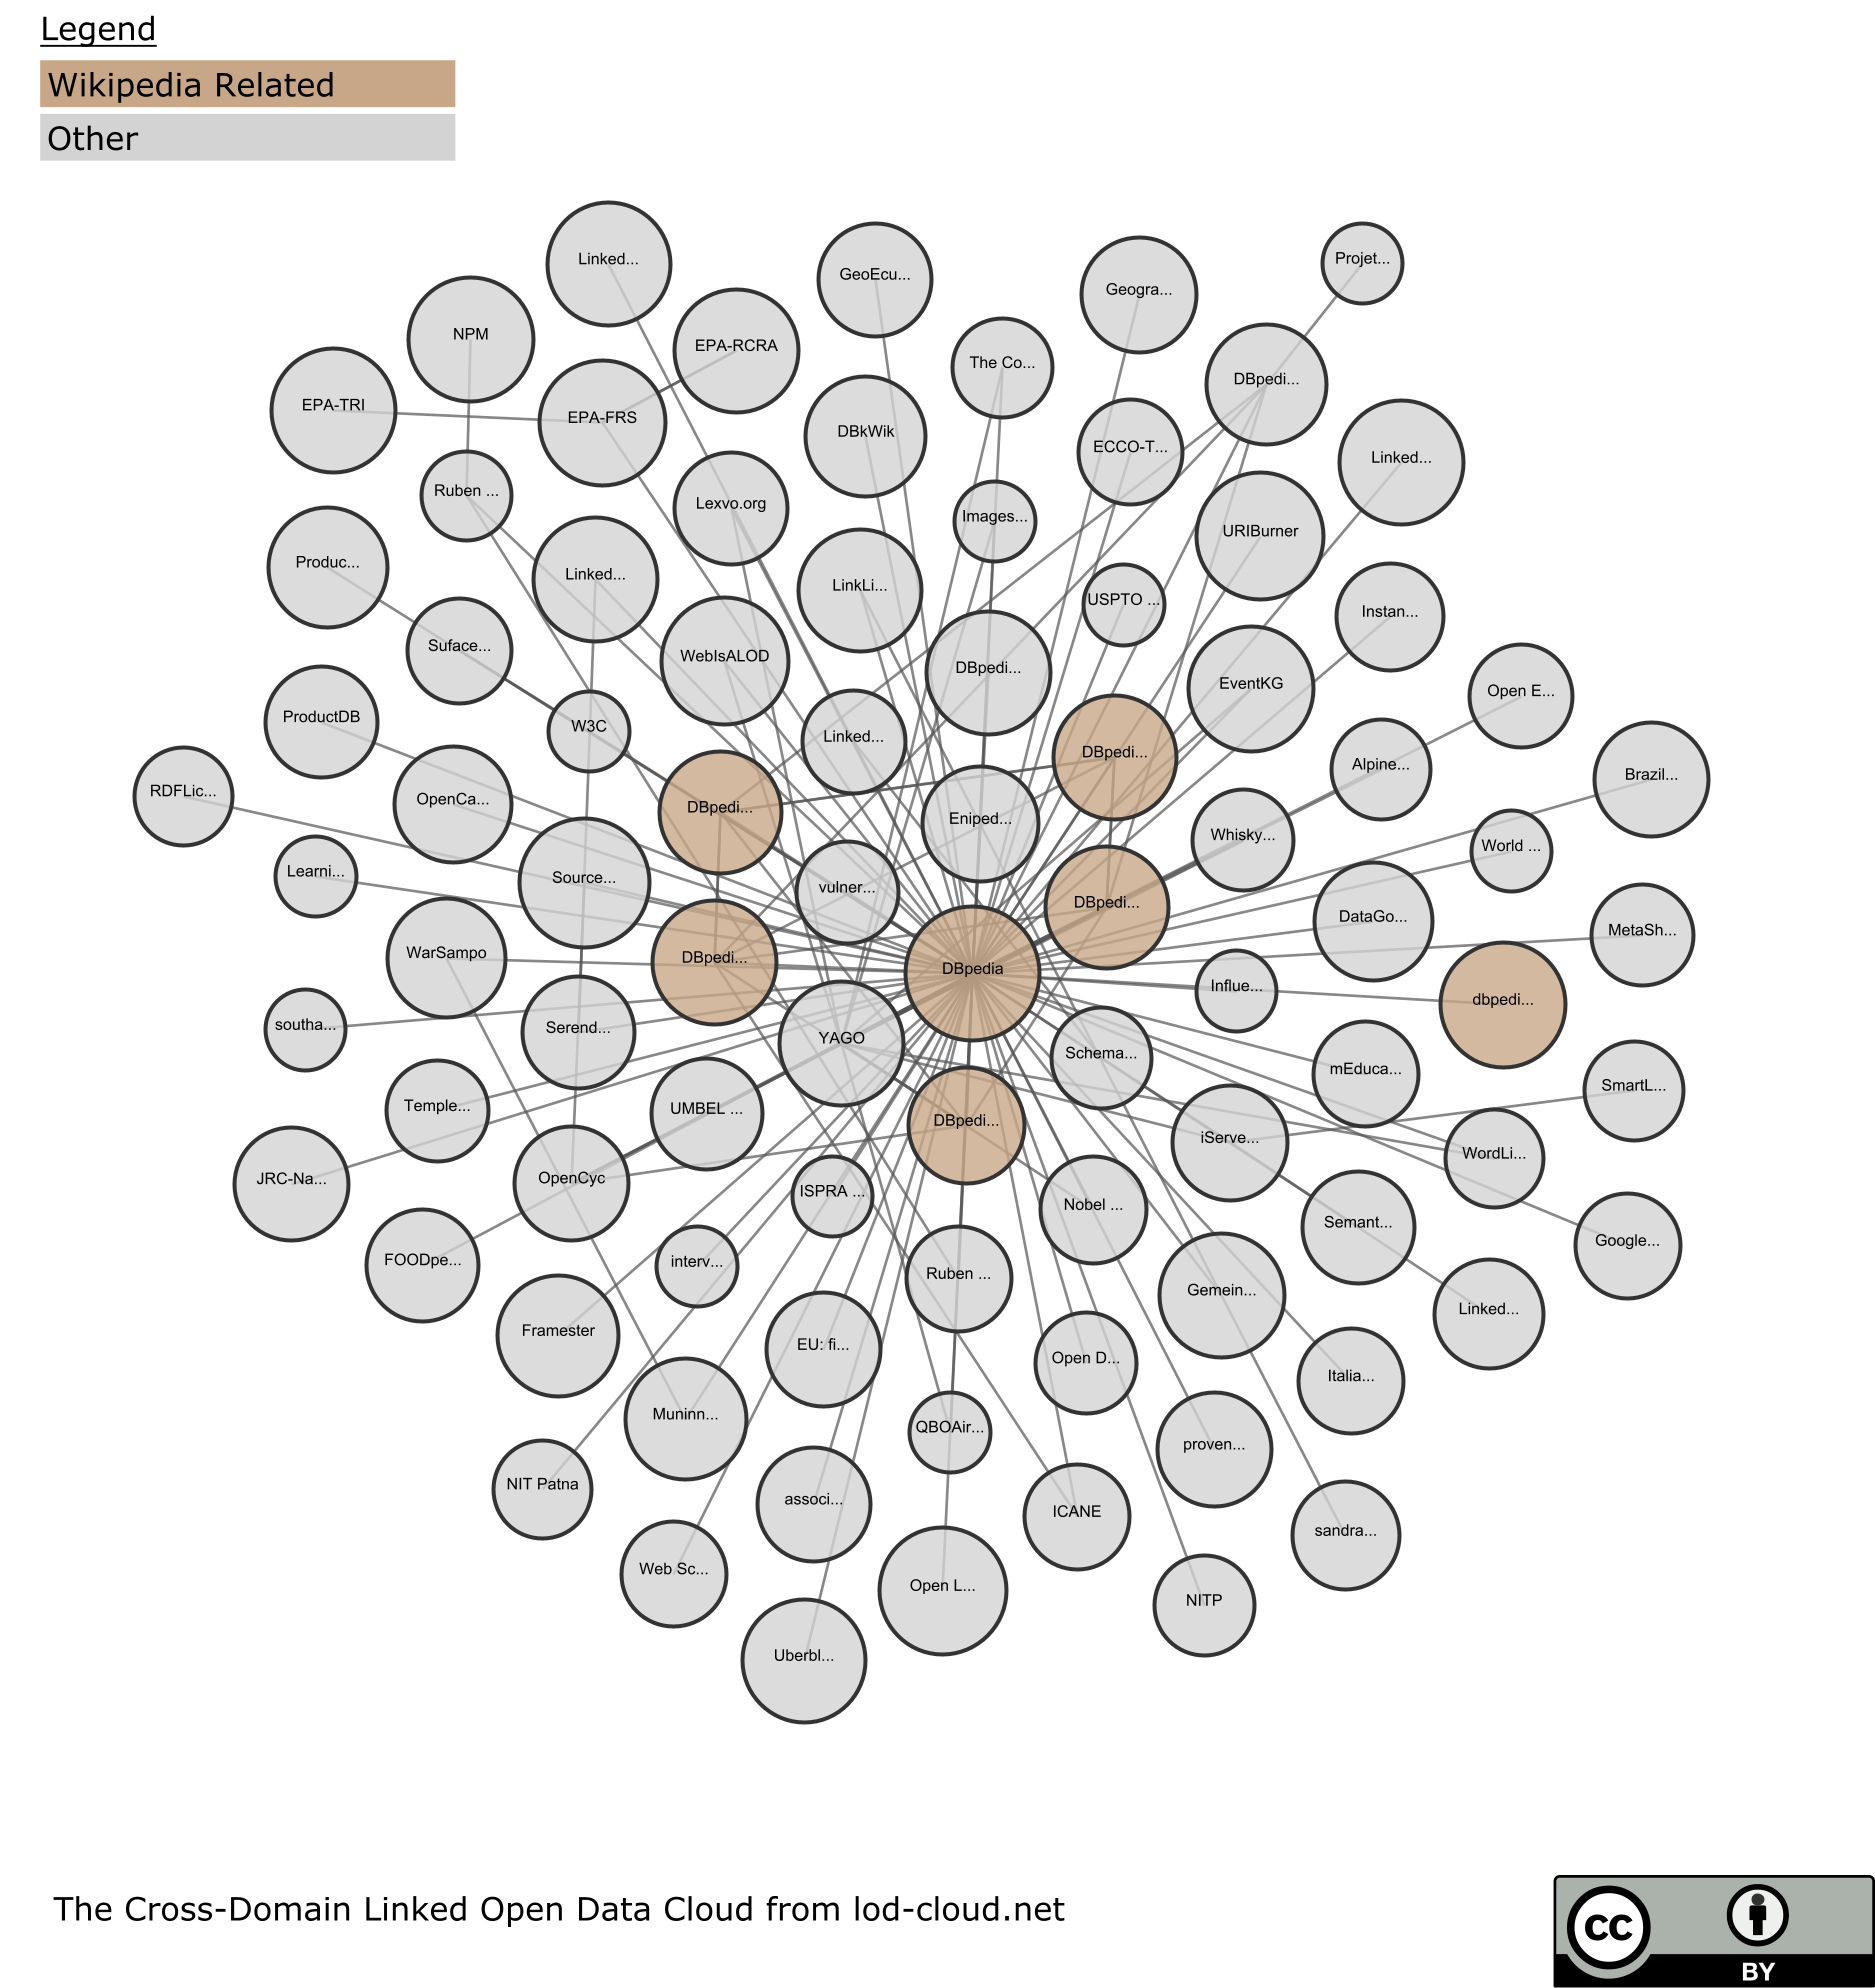 Legend
Wikipedia Related
Other
Linked...
GeoEcu...
Geogra...
Projet...
NPM
EPA-RCRA
The Co...
DBpedi...
EPA-TRI
EPA-FRS
DBkWik
ECCO-T...
Linked...
Ruben ...
Lexvo.org
Images...
URIBurner
Produc...
Linked...
LinkLi...
USPTO ...
Instan...
Suface...
WebIsALOD
DBpedi...
EventKG
Open E...
ProductDB
W3C
Linked...
DBpedi...
Alpine...
Brazil...
RDFLic...
OpenCa...
DBpedi...
Eniped...
Whisky...
World ...
Learni...
Source...
vulner...
DBpedi...
DataGo...
MetaSh...
WarSampo
DBpedi...
DBpedia
Influe...
dbpedi...
southa...
Serend...
YAGO
Schema...
mEduca...
SmartL...
Temple...
UMBEL ...
DBpedi...
iServe...
WordLi...
JRC-Na...
OpenCyc
ISPRA ...
Nobel ...
Semant...
Google...
FOODpe...
interv...
Ruben ...
Gemein...
Linked...
Framester
EU: fi...
Open D...
Italia...
Muninn...
QBOAir...
proven...
NIT Patna
associ...
ICANE
sandra...
Web Sc...
Open L...
NITP
Uberbl...
The Cross-Domain Linked Open Data Cloud from lod-cloud.net
cc
BY